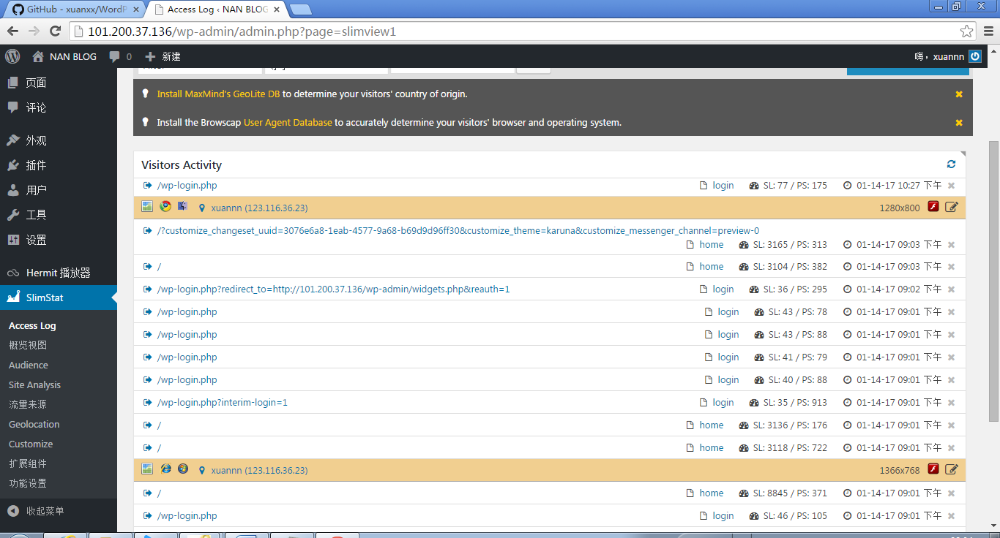 GitHub - xuanxx/WordP
Access Log ‹ NAN BLOG
101.200.37.136/wp-admin/admin.php?page=slimview1
NAN BLOG 0 新建 嗨，xuannn
页面
评论
外观
插件
用户
工具
设置
Hermit 播放器
SlimStat
Access Log
概览视图
Audience
Site Analysis
流量来源
Geolocation
Customize
扩展组件
功能设置
收起菜单
Install MaxMind's GeoLite DB to determine your visitors' country of origin.
Install the Browscap User Agent Database to accurately determine your visitors' browser and operating system.
Visitors Activity
/wp-login.php login SL: 77 / PS: 175 01-14-17 10:27 下午
xuannn (123.116.36.23) 1280x800
/?customize_changeset_uuid=3076e6a8-1eab-4577-9a68-b69d9d96ff30&customize_theme=karuna&customize_messenger_channel=preview-0
home SL: 3165 / PS: 313 01-14-17 09:03 下午
/ home SL: 3104 / PS: 382 01-14-17 09:03 下午
/wp-login.php?redirect_to=http://101.200.37.136/wp-admin/widgets.php&reauth=1 login SL: 36 / PS: 295 01-14-17 09:02 下午
/wp-login.php login SL: 43 / PS: 78 01-14-17 09:01 下午
/wp-login.php login SL: 43 / PS: 88 01-14-17 09:01 下午
/wp-login.php login SL: 41 / PS: 79 01-14-17 09:01 下午
/wp-login.php login SL: 40 / PS: 88 01-14-17 09:01 下午
/wp-login.php?interim-login=1 login SL: 35 / PS: 913 01-14-17 09:01 下午
/ home SL: 3136 / PS: 176 01-14-17 09:01 下午
/ home SL: 3118 / PS: 722 01-14-17 09:01 下午
xuannn (123.116.36.23) 1366x768
/ home SL: 8845 / PS: 371 01-14-17 09:01 下午
/wp-login.php login SL: 46 / PS: 105 01-14-17 09:01 下午